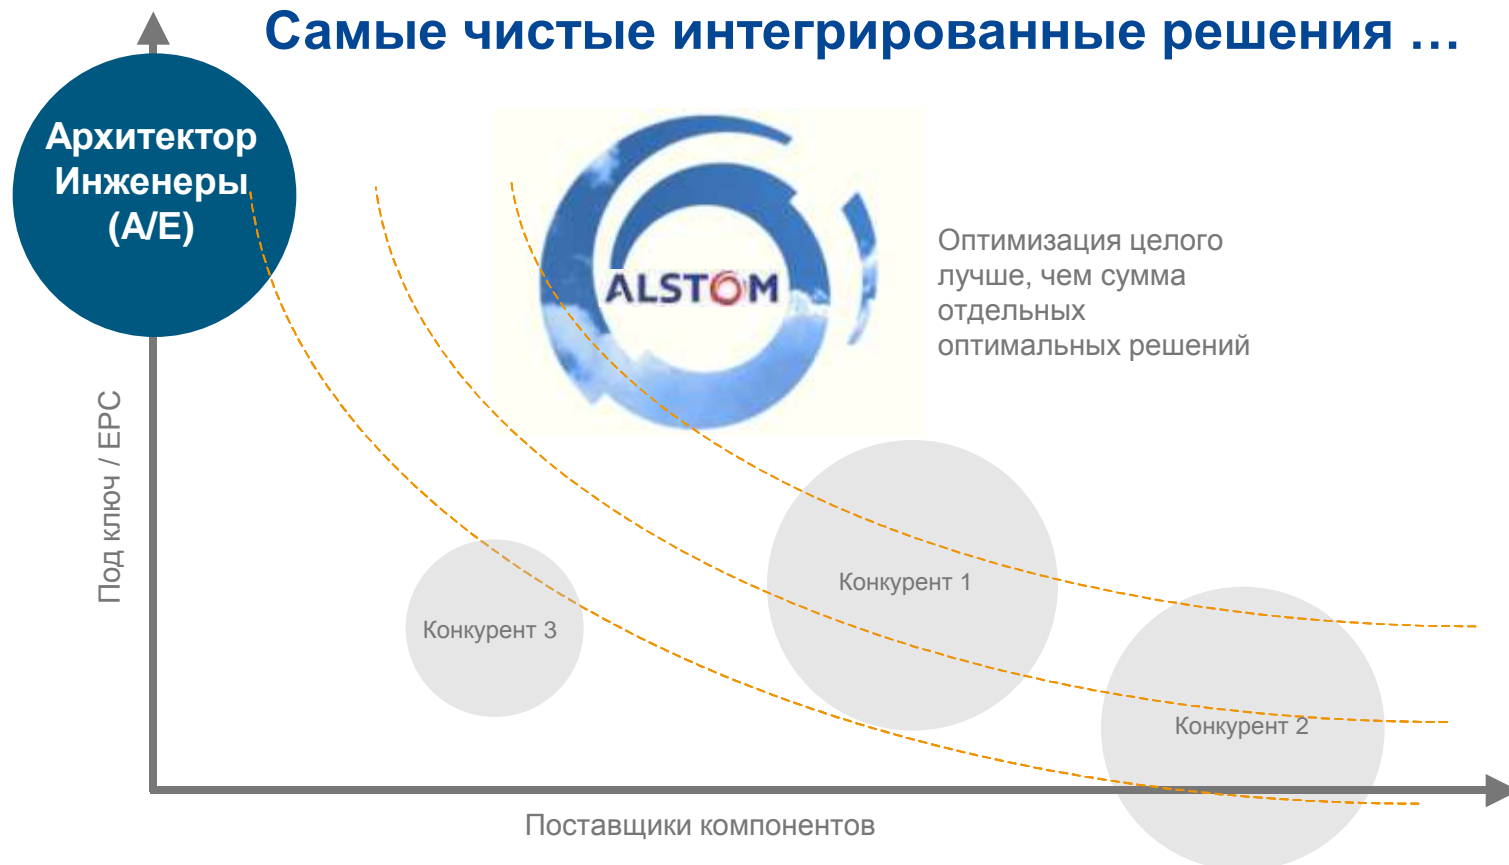 Самые чистые интегрированные решения …
Архитектор
Инженеры
(A/E)
ALSTOM
Оптимизация целого
лучше, чем сумма
отдельных
оптимальных решений
Под ключ / EPC
Конкурент 1
Конкурент 3
Конкурент 2
Поставщики компонентов